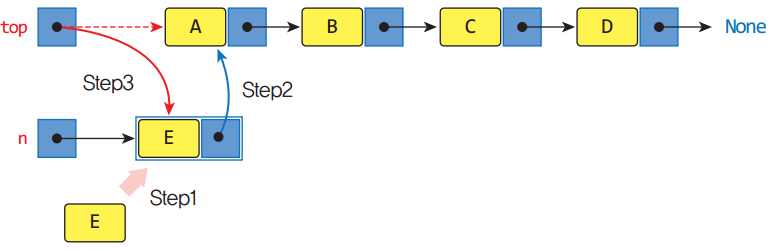 top A B C D None
Step3 Step2
n E
Step1
E